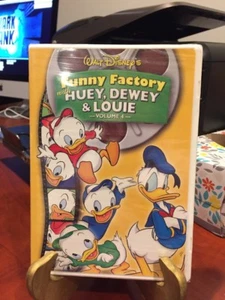 Walt Disney's
Funny Factory
with
HUEY, DEWEY
& LOUIE
VOLUME 4